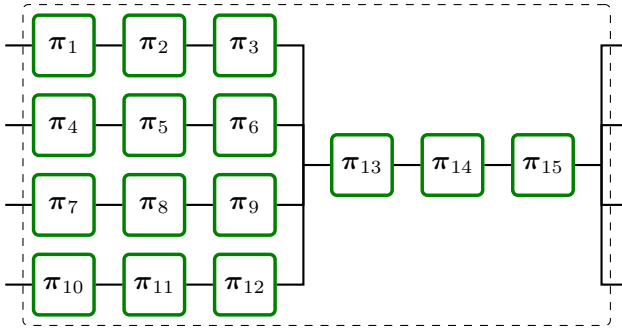 π₁ π₂ π₃
π₄ π₅ π₆
π₁₃ π₁₄ π₁₅
π₇ π₈ π₉
π₁₀ π₁₁ π₁₂